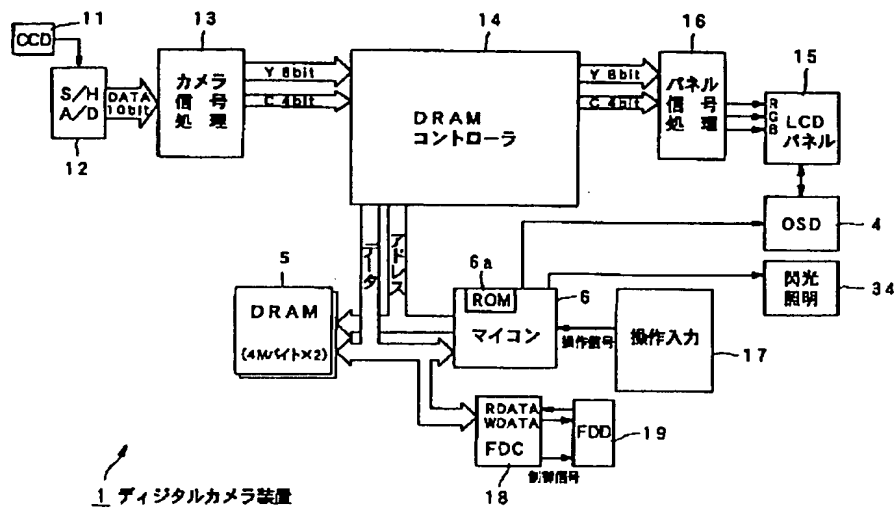 11
CCD
S/H
A/D
12
DATA
10bit
13
カメラ
信号
処理
Y 8bit
C 4bit
14
DRAM
コントローラ
Y 8bit
C 4bit
16
パネル
信号
処理
R
G
B
15
LCD
パネル
OSD
4
閃光
照明
34
データ
アドレス
5
DRAM
(4Mバイト×2)
6a
ROM
6
マイコン
操作信号
操作入力
17
RDATA
WDATA
FDC
18
FDD
19
制御信号
1 ディジタルカメラ装置